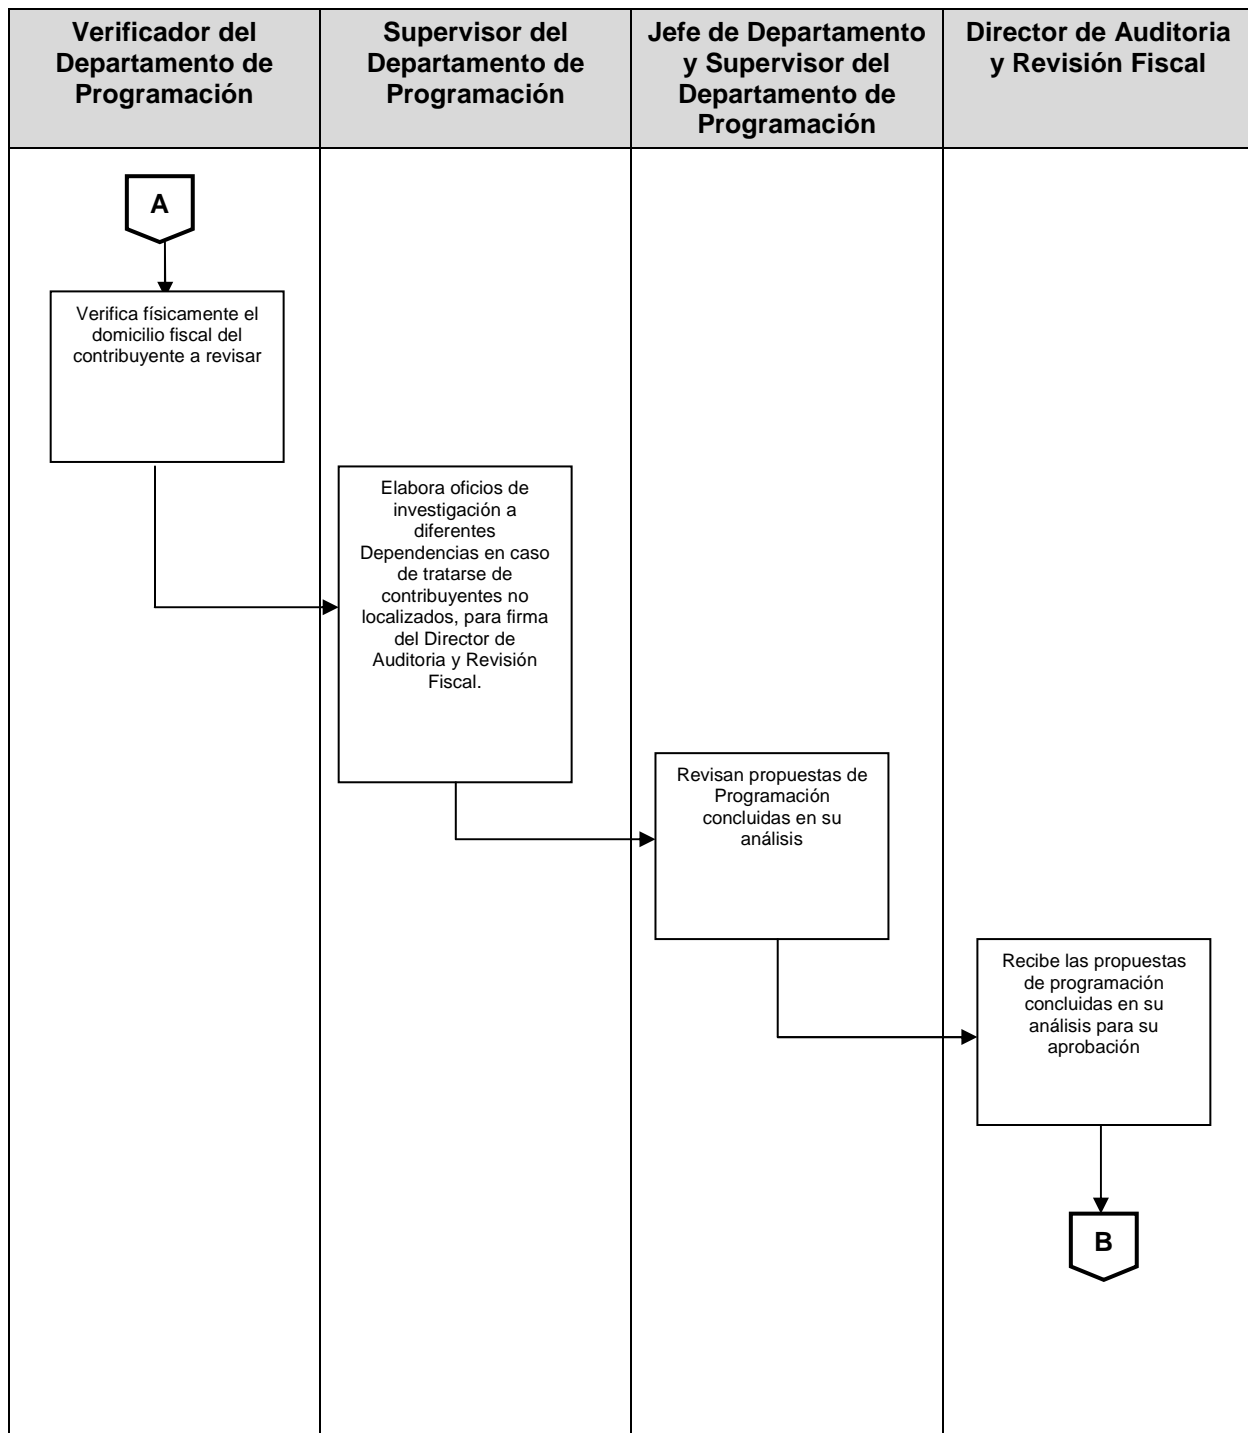 Verificador del
Departamento de
Programación
Supervisor del
Departamento de
Programación
Jefe de Departamento
y Supervisor del
Departamento de
Programación
Director de Auditoria
y Revisión Fiscal
A
Verifica físicamente el
domicilio fiscal del
contribuyente a revisar
Elabora oficios de
investigación a
diferentes
Dependencias en caso
de tratarse de
contribuyentes no
localizados, para firma
del Director de
Auditoria y Revisión
Fiscal.
Revisan propuestas de
Programación
concluidas en su
análisis
Recibe las propuestas
de programación
concluidas en su
análisis para su
aprobación
B